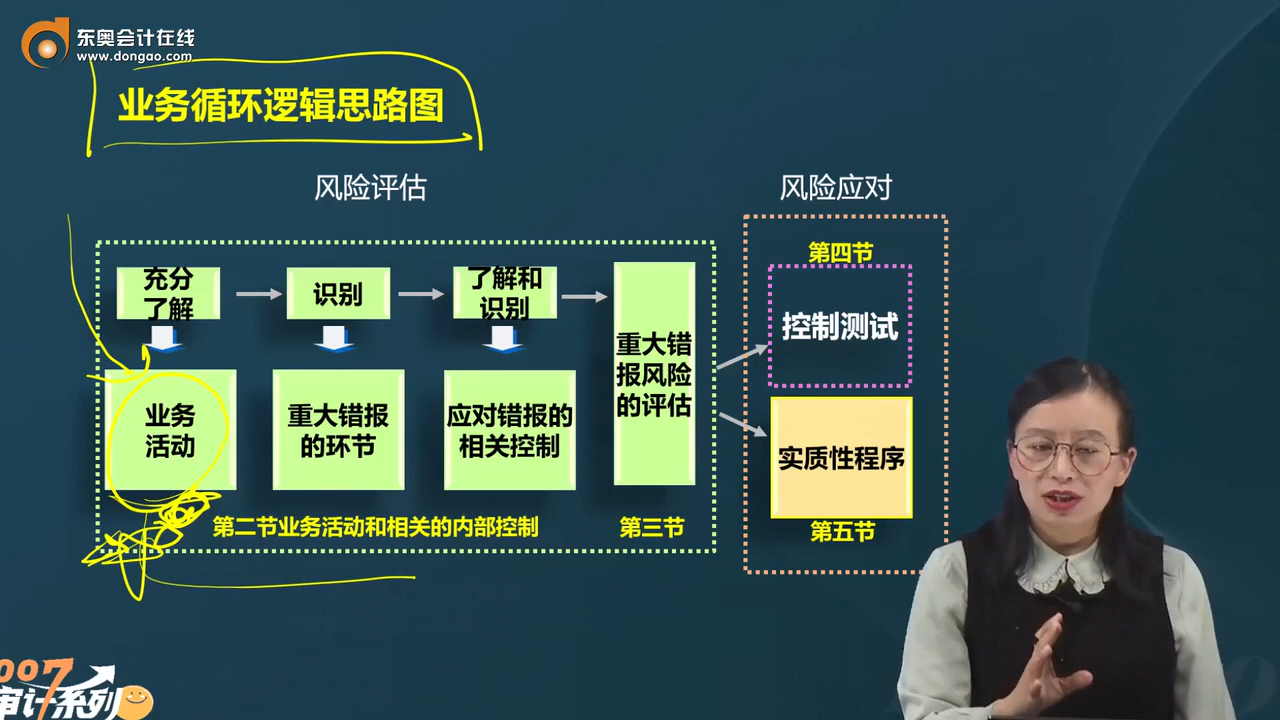 东奥会计在线
www.dongao.com
业务循环逻辑思路图
风险评估
风险应对
充分
了解
识别
了解和
识别
业务
活动
重大错报
的环节
应对错报的
相关控制
重大错
报风险
的评估
第二节业务活动和相关的内部控制
第三节
第四节
控制测试
实质性程序
第五节
007
审计系列